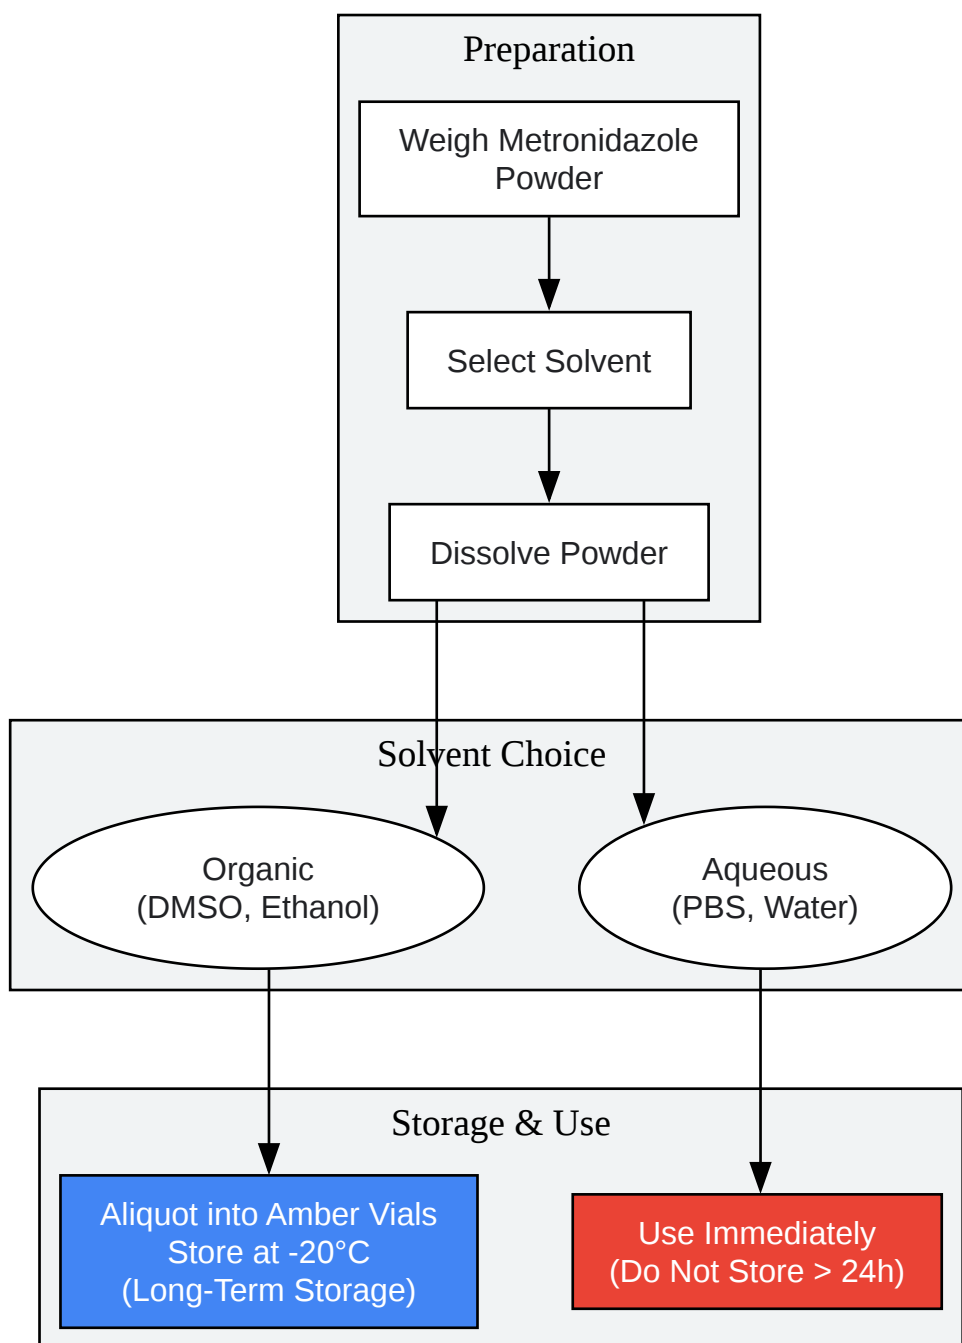 Preparation
Weigh Metronidazole
Powder
Select Solvent
Dissolve Powder
Solvent Choice
Organic
(DMSO, Ethanol)
Aqueous
(PBS, Water)
Storage & Use
Aliquot into Amber Vials
Store at -20°C
(Long-Term Storage)
Use Immediately
(Do Not Store > 24h)